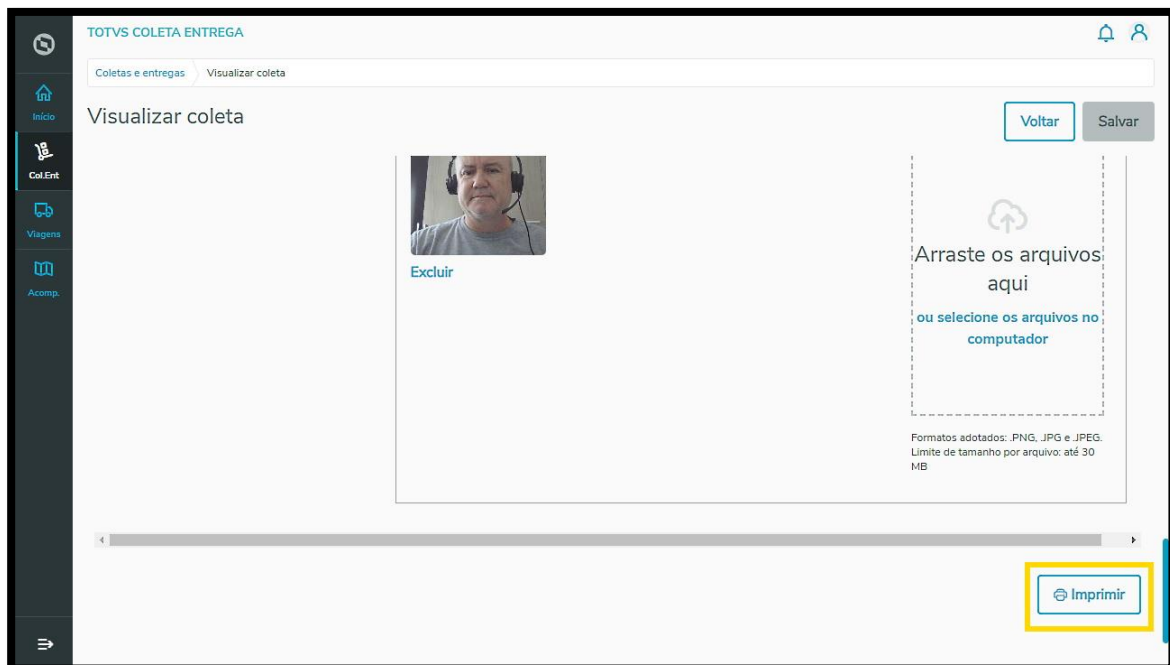 TOTVS COLETA ENTREGA
Coletas e entregas Visualizar coleta
Início
Visualizar coleta
Voltar
Salvar
Col.Ent
Viagens
Acomp.
Excluir
Arraste os arquivos
aqui
ou selecione os arquivos no
computador
Formatos adotados: .PNG, .JPG e .JPEG.
Limite de tamanho por arquivo: até 30
MB
Imprimir